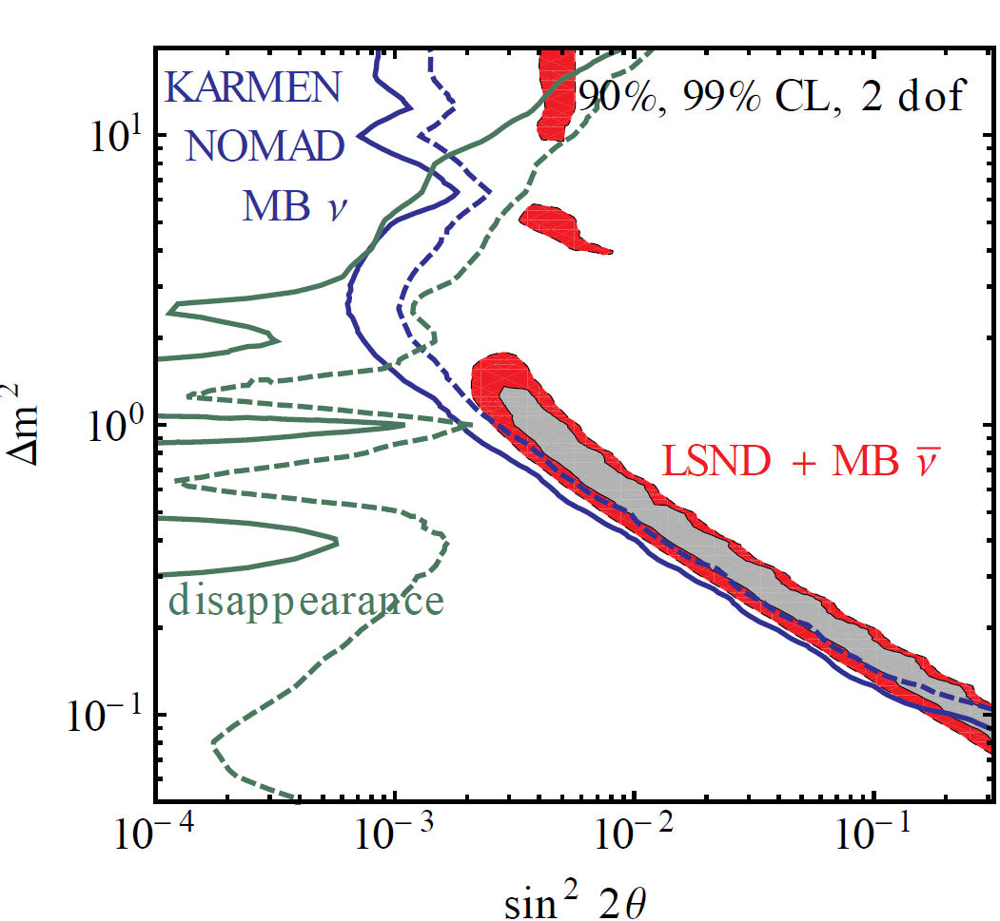 KARMEN
NOMAD
MB ν
90%, 99% CL, 2 dof
LSND + MB ν̅
disappearance
10¹
10⁰
10⁻¹
Δm²
10⁻⁴ 10⁻³ 10⁻² 10⁻¹
sin² 2θ